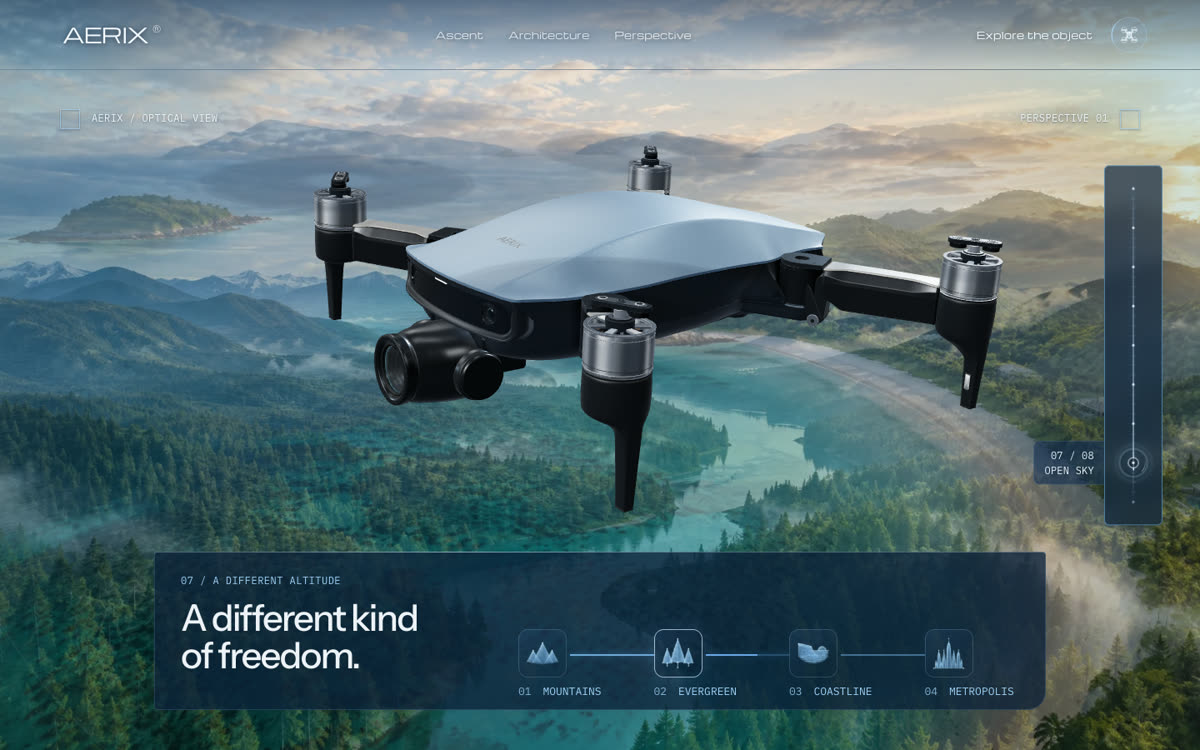 AERIX ®
Ascent
Architecture
Perspective
Explore the object
AERIX / OPTICAL VIEW
PERSPECTIVE 01
AERIX
07 / 08
OPEN SKY
07 / A DIFFERENT ALTITUDE
A different kind
of freedom.
01 MOUNTAINS
02 EVERGREEN
03 COASTLINE
04 METROPOLIS